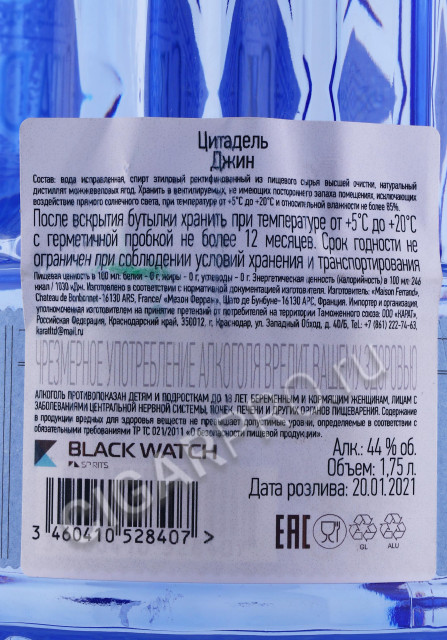 Цитадель
Джин
Состав: вода исправленная, спирт этиловый ректификованный из пищевого сырья высшей очистки, натуральный
дистиллят можжевеловых ягод. Хранить в вентилируемых, не имеющих постороннего запаха помещениях, исключающих
воздействие прямого солнечного света, при температуре от +5°C до +20°C и относительной влажности не более 85%.
После вскрытия бутылки хранить при температуре от +5°C до +20°C
с герметичной пробкой не более 12 месяцев. Срок годности не
ограничен при соблюдении условий хранения и транспортирования
Пищевая ценность в 100 мл: белки - 0 г, жиры - 0 г, углеводы - 0 г. Энергетическая ценность (калорийность) в 100 мл: 246
ккал / 1030 кДж. Изготовлено в соответствии с нормативной документацией изготовителя. Изготовитель: «Maison Ferrand»,
Chateau de Bonbonnet - 16130 ARS, France/ «Мезон Ферран», Шато де Бунбуне- 16130 АРС, Франция. Импортер и организация,
уполномоченная изготовителем на принятие претензий от потребителей на территории Таможенного союза: ООО «КАРАТ»,
Российская Федерация, Краснодарский край, 350012, г. Краснодар, ул. Западный Обход, д. 40/Б, Тел.: +7 (861) 222-74-63,
karattd@mail.ru
ЧРЕЗМЕРНОЕ УПОТРЕБЛЕНИЕ АЛКОГОЛЯ ВРЕДИТ ВАШЕМУ ЗДОРОВЬЮ
АЛКОГОЛЬ ПРОТИВОПОКАЗАН ДЕТЯМ И ПОДРОСТКАМ ДО 18 ЛЕТ, БЕРЕМЕННЫМ И КОРМЯЩИМ ЖЕНЩИНАМ, ЛИЦАМ С
ЗАБОЛЕВАНИЯМИ ЦЕНТРАЛЬНОЙ НЕРВНОЙ СИСТЕМЫ, ПОЧЕК, ПЕЧЕНИ И ДРУГИХ ОРГАНОВ ПИЩЕВАРЕНИЯ. Содержание
в продукции вредных для здоровья веществ не превышает допустимые уровни, определяемые в соответствии с
обязательными требованиями ТР ТС 021/2011 «О безопасности пищевой продукции».
BLACK WATCH
SPIRITS
Алк.: 44 % об.
Объем: 1,75 л.
Дата розлива: 20.01.2021
3 460410 528407 >
EAC
GL
ALU
CIGARPRO.ru